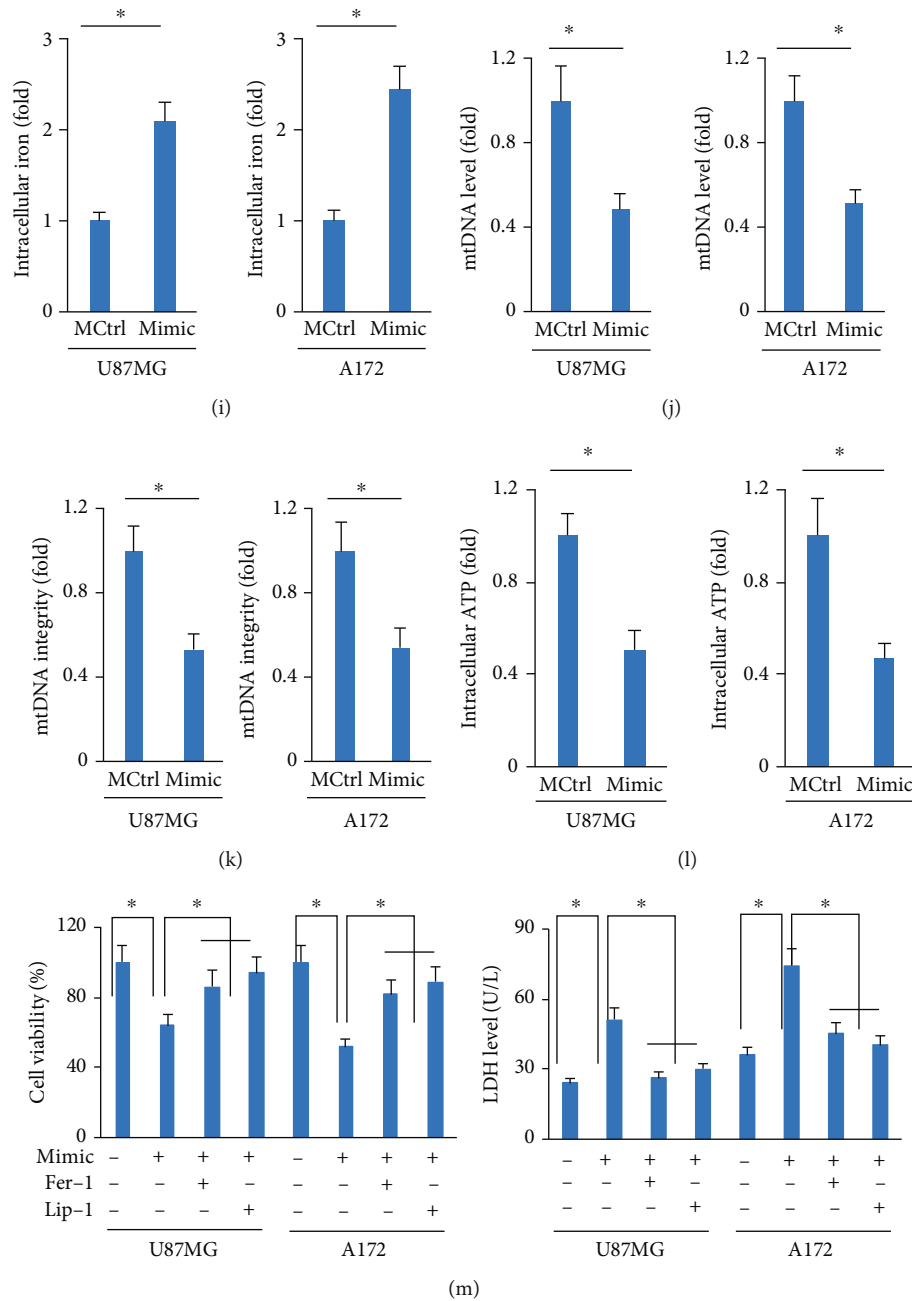 * *
3 3
2 2
1 1
0 0
Intracellular iron (fold) Intracellular iron (fold)
MCtrl Mimic MCtrl Mimic
U87MG A172
(i)
* *
1.2 1.2
0.8 0.8
0.4 0.4
0 0
mtDNA level (fold) mtDNA level (fold)
MCtrl Mimic MCtrl Mimic
U87MG A172
(j)
* *
1.2 1.2
0.8 0.8
0.4 0.4
0 0
mtDNA integrity (fold) mtDNA integrity (fold)
MCtrl Mimic MCtrl Mimic
U87MG A172
(k)
* *
1.2 1.2
0.8 0.8
0.4 0.4
0 0
Intracellular ATP (fold) Intracellular ATP (fold)
MCtrl Mimic MCtrl Mimic
U87MG A172
(l)
* * * *
120
80
40
0
Cell viability (%)
Mimic – + + + – + + +
Fer–1 – – + – – – + –
Lip–1 – – – + – – – +
U87MG A172
* * * *
90
60
30
0
LDH level (U/L)
– + + + – + + +
– – + – – – + –
– – – + – – – +
U87MG A172
(m)